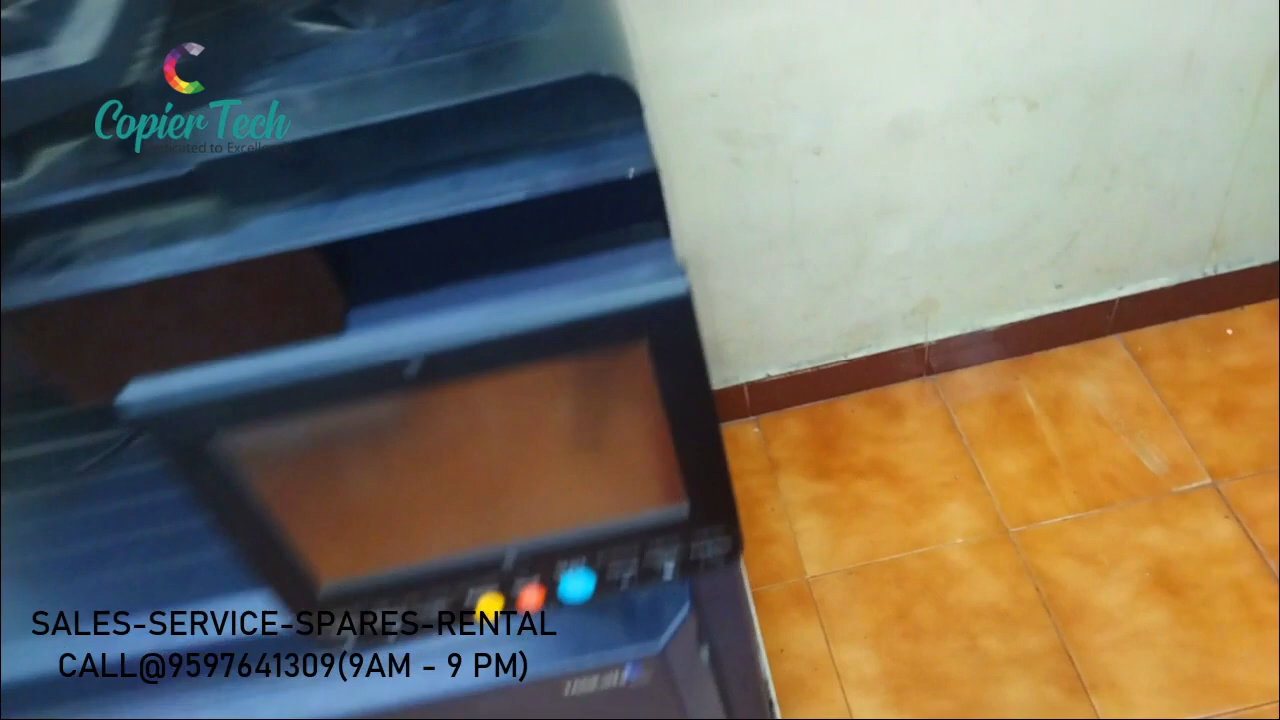 Copier Tech
SALES-SERVICE-SPARES-RENTAL
CALL@9597641309(9AM - 9 PM)